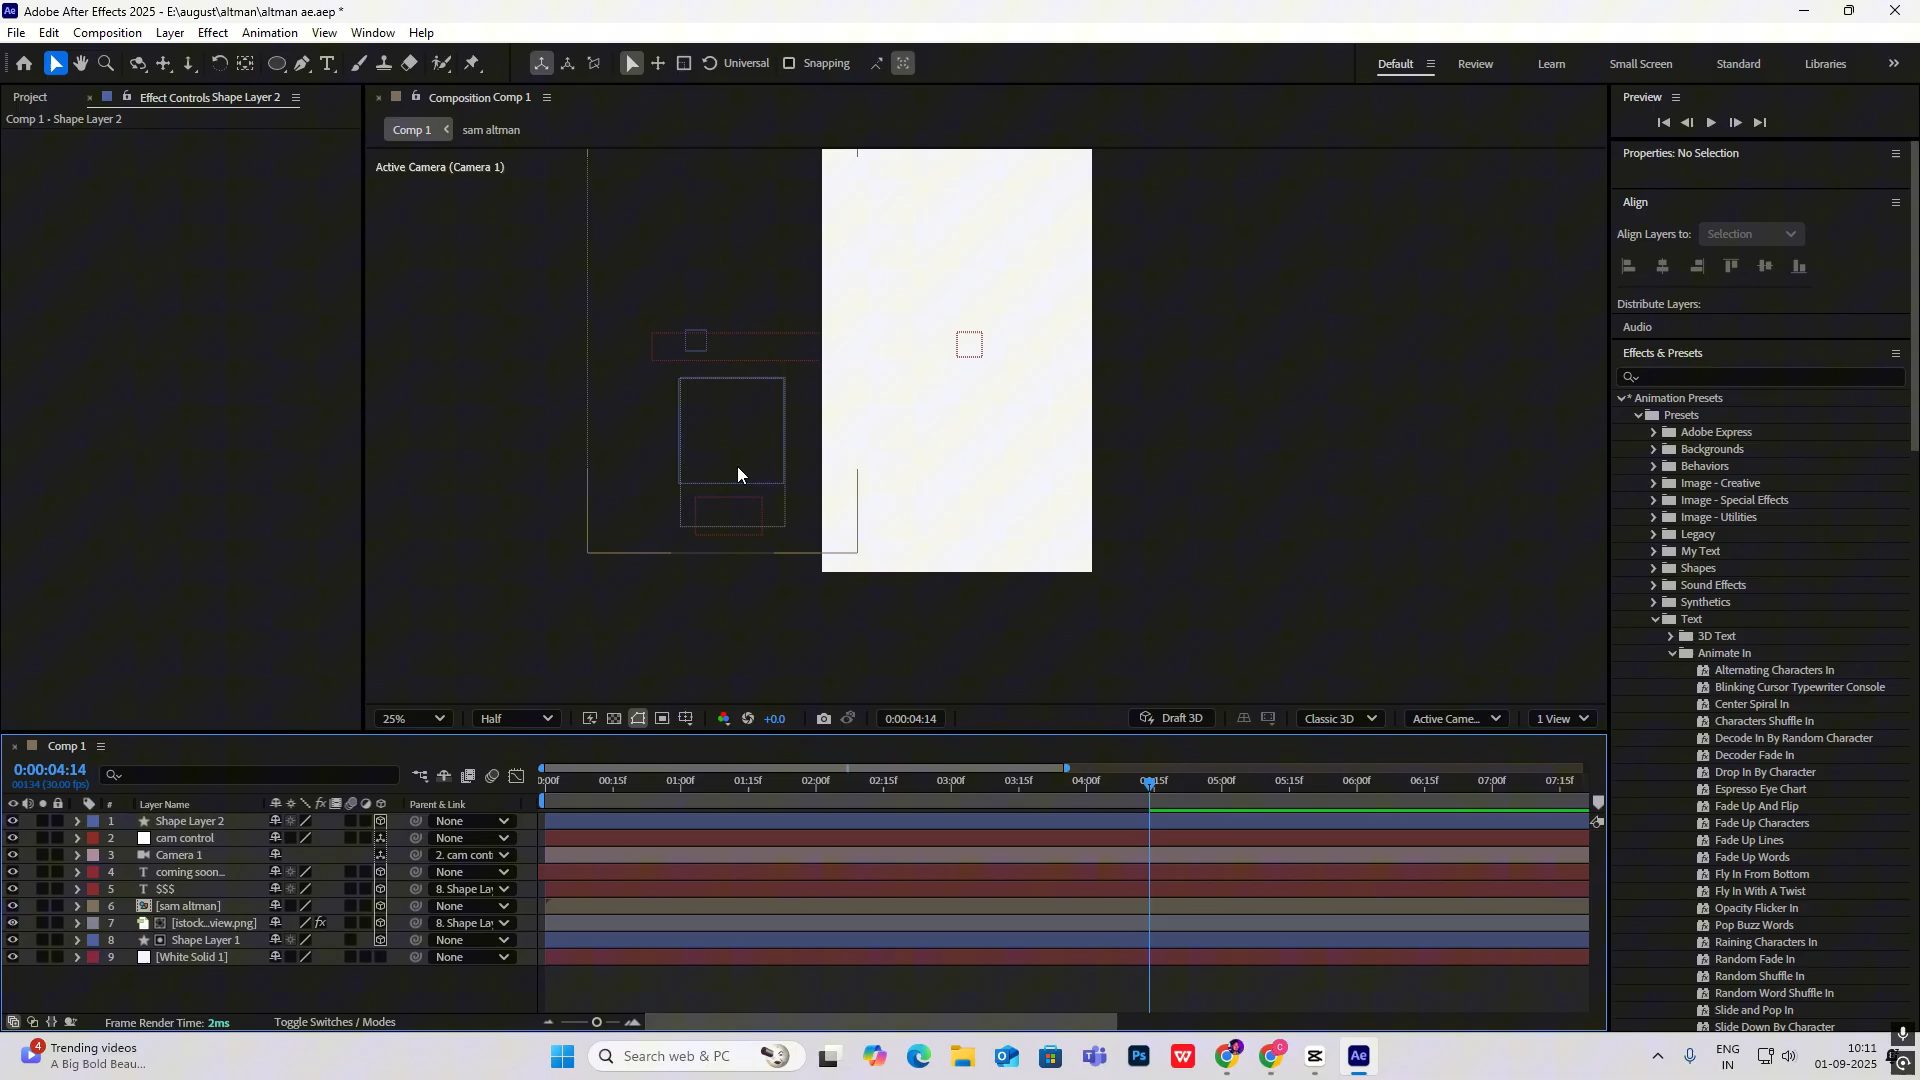 Adobe After Effects 2025 - E:\august\altman\altman ae.aep *
File Edit Composition Layer Effect Animation View Window Help
Universal Snapping Default Review Learn Small Screen Standard Libraries
Project Effect Controls Shape Layer 2
Comp 1 - Shape Layer 2
Composition Comp 1
Comp 1 sam altman
Active Camera (Camera 1)
25% Half +0.0 0:00:04:14 Draft 3D Classic 3D Active Came... 1 View
Preview
Properties: No Selection
Align
Align Layers to: Selection
Distribute Layers:
Audio
Effects & Presets
* Animation Presets
Presets
Adobe Express
Backgrounds
Behaviors
Image - Creative
Image - Special Effects
Image - Utilities
Legacy
My Text
Shapes
Sound Effects
Synthetics
Text
3D Text
Animate In
Alternating Characters In
Blinking Cursor Typewriter Console
Center Spiral In
Characters Shuffle In
Decode In By Random Character
Decoder Fade In
Drop In By Character
Espresso Eye Chart
Fade Up And Flip
Fade Up Characters
Fade Up Lines
Fade Up Words
Fly In From Bottom
Fly In With A Twist
Opacity Flicker In
Pop Buzz Words
Raining Characters In
Random Fade In
Random Shuffle In
Random Word Shuffle In
Slide and Pop In
Slide Down By Character
Comp 1
0:00:04:14
00134 (30.00 fps)
:00f 00:15f 01:00f 01:15f 02:00f 02:15f 03:00f 03:15f 04:00f 04:15f 05:00f 05:15f 06:00f 06:15f 07:00f 07:15f
# Layer Name fx Parent & Link
1 Shape Layer 2 None
2 cam control None
3 Camera 1 2. cam cont
4 T coming soon... None
5 T $$$ 8. Shape Lay
6 [sam altman] None
7 [istock...view.png] fx 8. Shape Lay
8 Shape Layer 1 None
9 [White Solid 1] None
Frame Render Time: 2ms Toggle Switches / Modes
4 Trending videos
A Big Bold Beau...
Search web & PC
Ps W Ae
ENG
IN
10:11
01-09-2025